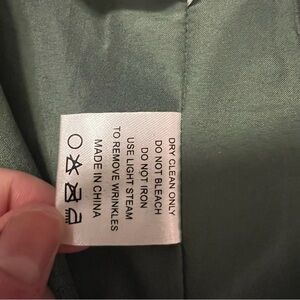 DRY CLEAN ONLY
DO NOT BLEACH
DO NOT IRON
USE LIGHT STEAM
TO REMOVE WRINKLES
MADE IN CHINA